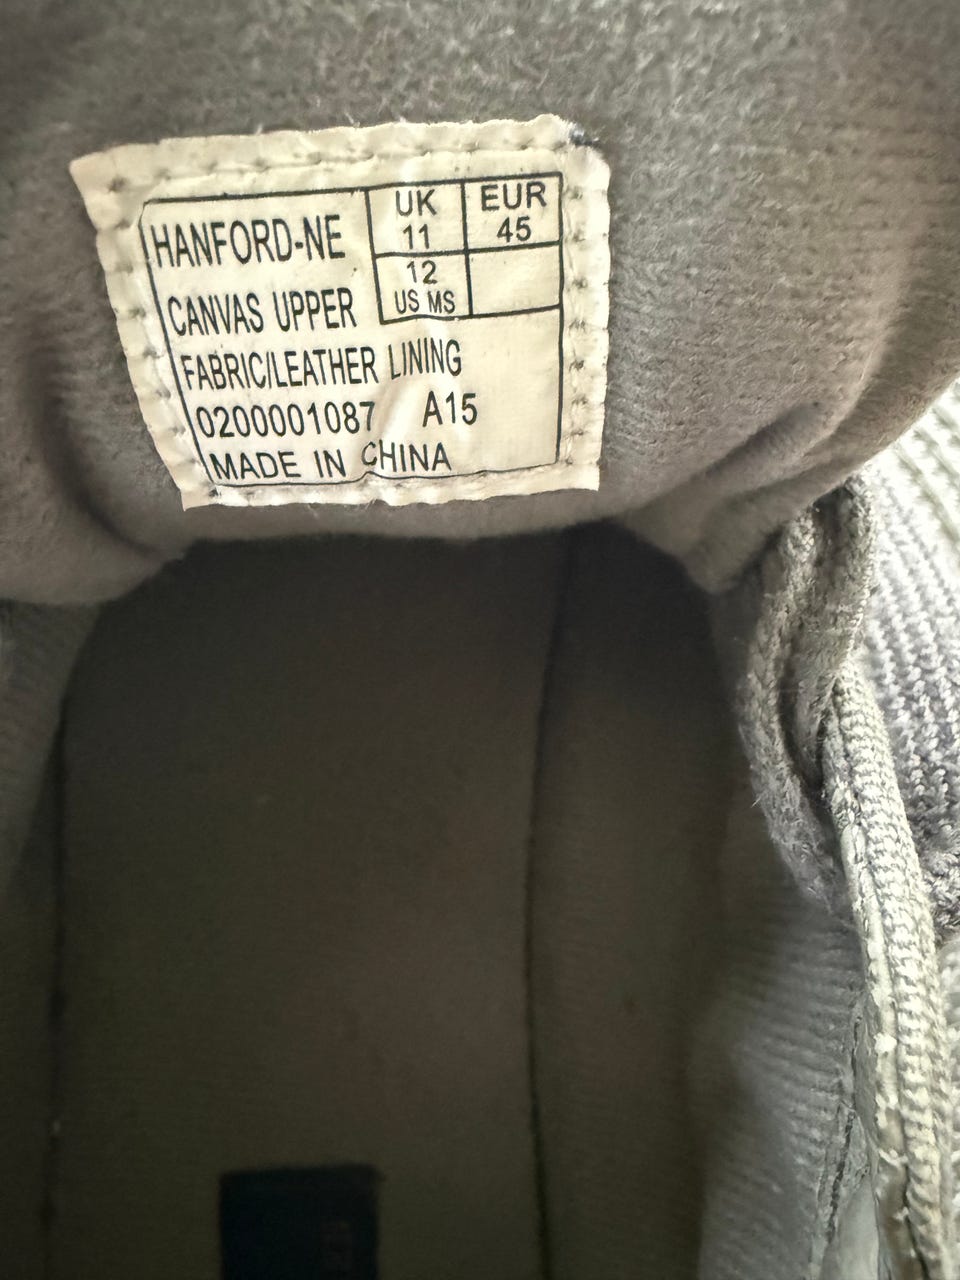 HANFORD-NE
UK
11
EUR
45
12
US MS
CANVAS UPPER
FABRIC/LEATHER LINING
0200001087 A15
MADE IN CHINA